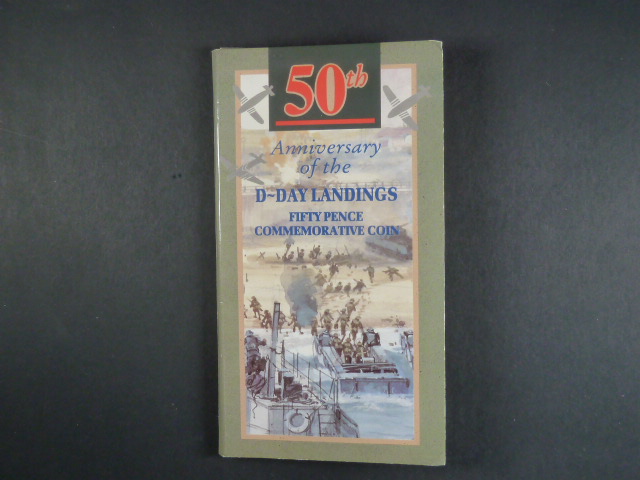 50th
Anniversary
of the
D~DAY LANDINGS
FIFTY PENCE
COMMEMORATIVE COIN